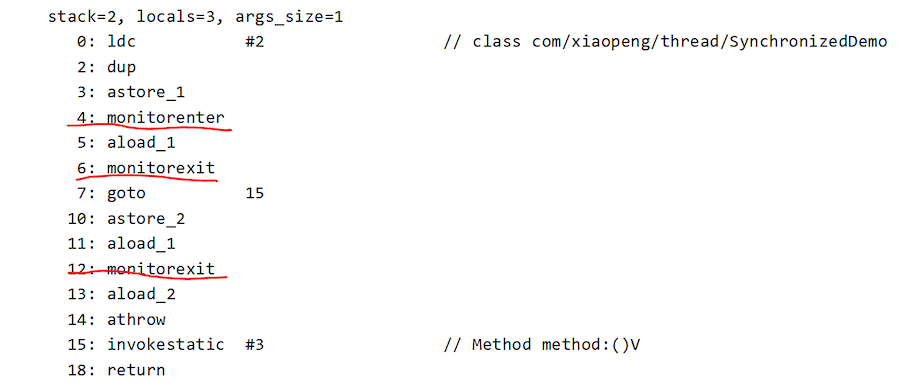 stack=2, locals=3, args_size=1
0: ldc #2 // class com/xiaopeng/thread/SynchronizedDemo
2: dup
3: astore_1
4: monitorenter
5: aload_1
6: monitorexit
7: goto 15
10: astore_2
11: aload_1
12: monitorexit
13: aload_2
14: athrow
15: invokestatic #3 // Method method:()V
18: return